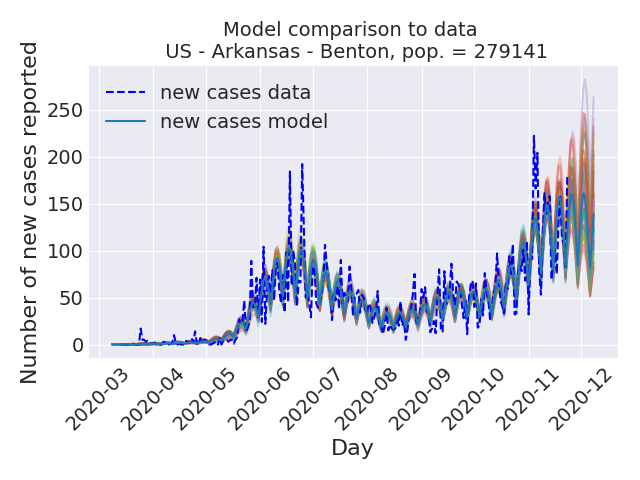 Model comparison to data
US - Arkansas - Benton, pop. = 279141
Number of new cases reported
250
200
150
100
50
0
new cases data
new cases model
2020-03
2020-04
2020-05
2020-06
2020-07
2020-08
2020-09
2020-10
2020-11
2020-12
Day